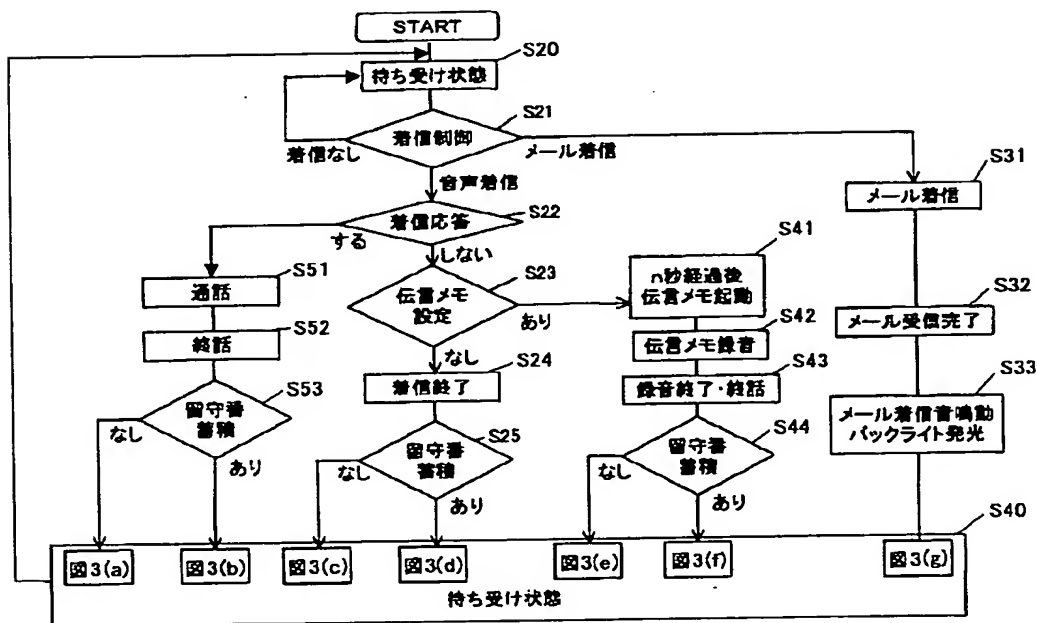 START
S20
待ち受け状態
S21
着信制御
着信なし
メール着信
音声着信
S31
メール着信
S22
着信応答
する
しない
S41
n秒経過後
伝言メモ起動
S51
通話
S23
伝言メモ
設定
あり
なし
S32
メール受信完了
S52
終話
S42
伝言メモ録音
S24
着信終了
S43
録音終了・終話
S33
メール着信音鳴動
バックライト発光
S53
留守番
蓄積
なし
あり
S25
留守番
蓄積
なし
あり
S44
留守番
蓄積
なし
あり
S40
図3(a)
図3(b)
図3(c)
図3(d)
図3(e)
図3(f)
図3(g)
待ち受け状態